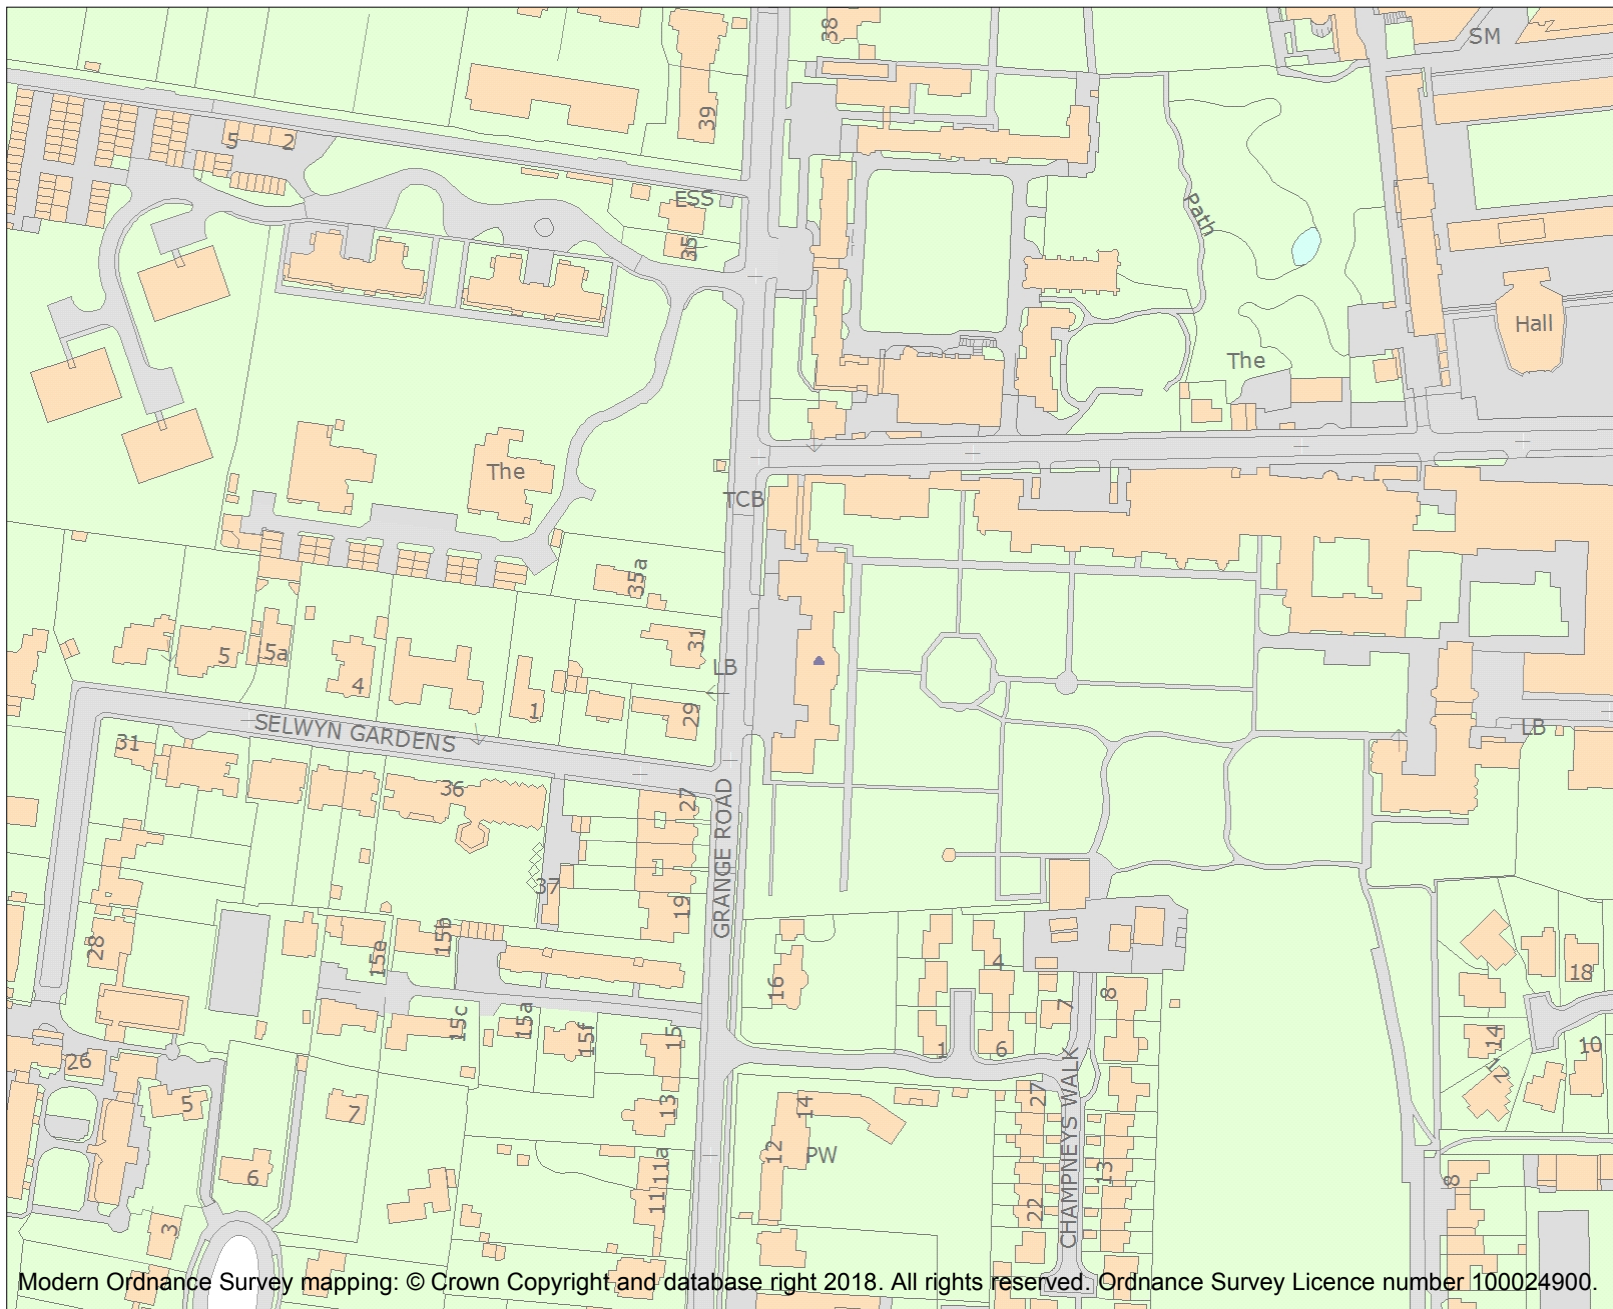 38
SM
39
5 2
ESS
35
Path
Hall
The
The
TCB
35a
31
5 5a
4
LB
1
29
SELWYN GARDENS
31
36
27
GRANGE ROAD
LB
37
19
28
15e
15b
16
4
18
7
8
15c
15a
15f
15
1
6
14
10
12
26
5
7
13
14
27
CHAMPNEYS WALK
12
PW
11a
11
13
6
22
8
3
Modern Ordnance Survey mapping: © Crown Copyright and database right 2018. All rights reserved. Ordnance Survey Licence number 100024900.